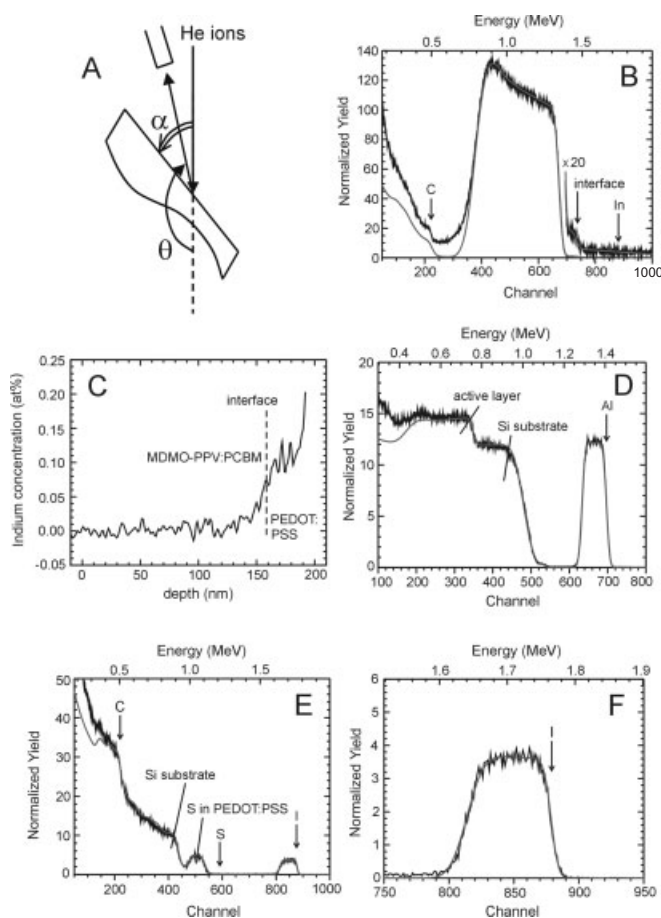 He ions
A
α
θ
Energy (MeV)
0.5 1.0 1.5
B
Normalized Yield
140
120
100
80
60
40
20
0
C
x 20
interface
In
200 400 600 800 1000
Channel
C
Indium concentration (at%)
0.25
0.20
0.15
0.10
0.05
0.00
-0.05
interface
MDMO-PPV:PCBM
PEDOT:
PSS
0 50 100 150 200
depth (nm)
Energy (MeV)
0.4 0.6 0.8 1.0 1.2 1.4
D
Normalized Yield
20
15
10
5
0
active layer
Si substrate
Al
100 200 300 400 500 600 700 800
Channel
Energy (MeV)
0.5 1.0 1.5
E
Normalized Yield
50
40
30
20
10
0
C
Si substrate
S in PEDOT:PSS
S
I
200 400 600 800 1000
Channel
Energy (MeV)
1.6 1.7 1.8 1.9
F
Normalized Yield
6
5
4
3
2
1
0
I
750 800 850 900 950
Channel